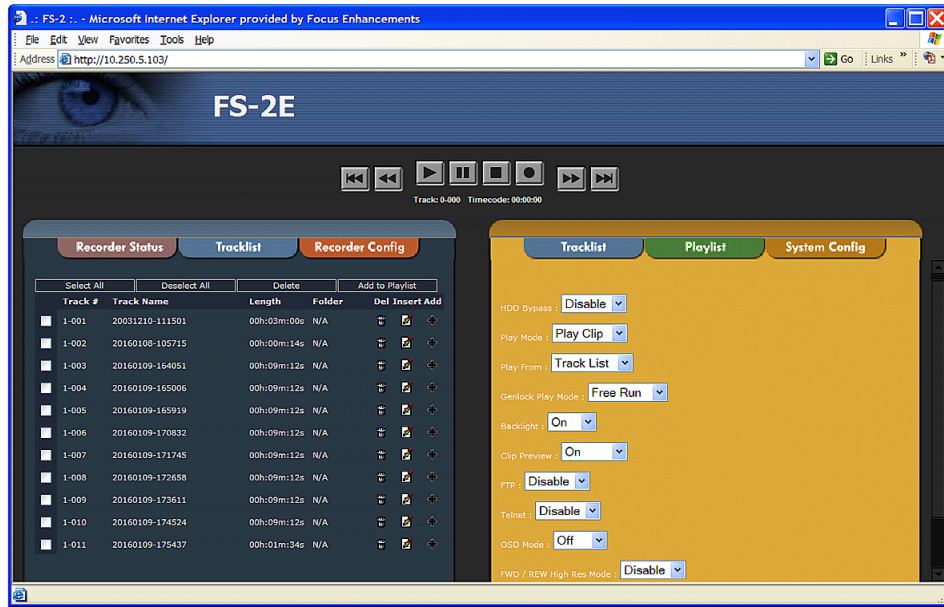 .: FS-2 :. - Microsoft Internet Explorer provided by Focus Enhancements
File Edit View Favorites Tools Help
Address http://10.250.5.103/ Go Links »
FS-2E
Track: 0-000 Timecode: 00:00:00
Recorder Status Tracklist Recorder Config
Select All Deselect All Delete Add to Playlist
Track # Track Name Length Folder Del Insert Add
1-001 20031210-111501 00h:03m:00s N/A
1-002 20160108-105715 00h:00m:14s N/A
1-003 20160109-164051 00h:09m:12s N/A
1-004 20160109-165006 00h:09m:12s N/A
1-005 20160109-165919 00h:09m:12s N/A
1-006 20160109-170832 00h:09m:12s N/A
1-007 20160109-171745 00h:09m:12s N/A
1-008 20160109-172658 00h:09m:12s N/A
1-009 20160109-173611 00h:09m:12s N/A
1-010 20160109-174524 00h:09m:12s N/A
1-011 20160109-175437 00h:01m:34s N/A
Tracklist Playlist System Config
HDD Bypass : Disable
Play Mode : Play Clip
Play From : Track List
Genlock Play Mode : Free Run
Backlight : On
Clip Preview : On
FTP : Disable
Telnet : Disable
OSD Mode : Off
FWD / REW High Res Mode : Disable